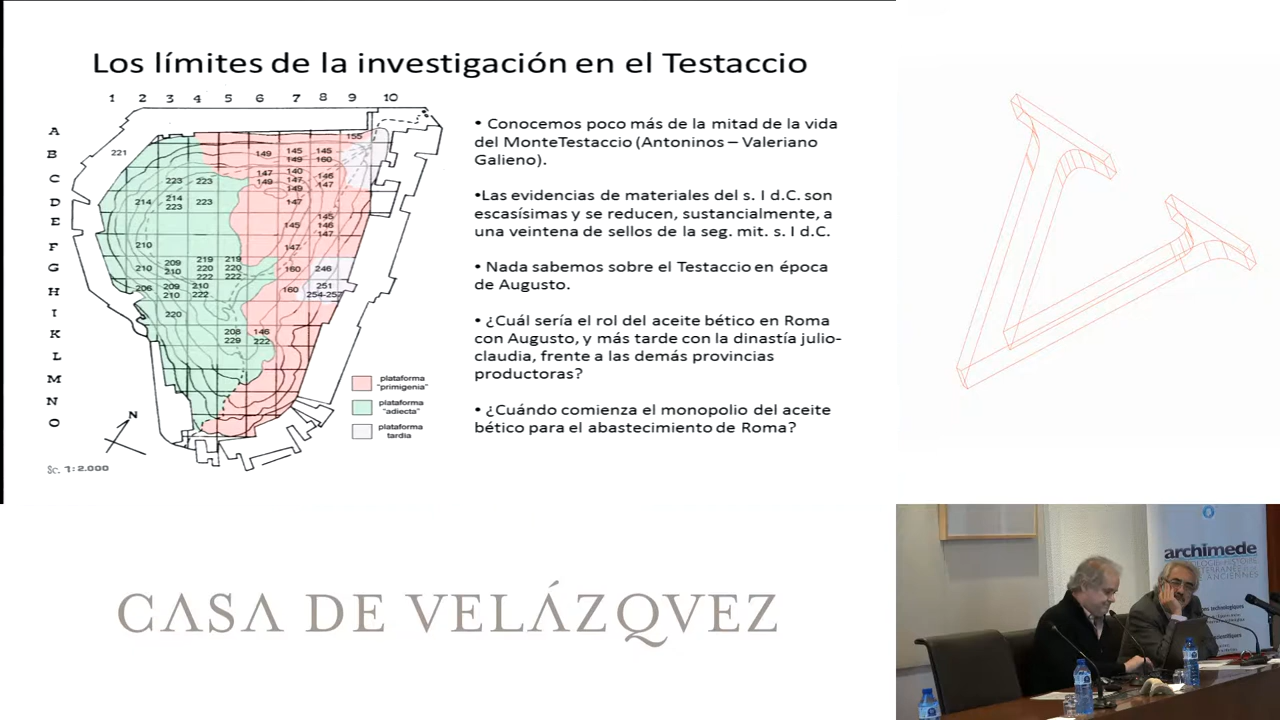 Los límites de la investigación en el Testaccio
1 2 3 4 5 6 7 8 9 10
A
B
C
D
E
F
G
H
I
K
L
M
N
O
155
221 149 145 145
149 160
223 223 147 140 146
149 147 147
149
214 214 223 147
223
145 145
146
147
210 147
210 209 219 219 160 246
210 220 220
222 222
206 209 210 160 251
210 222 254-257
220
208 146
229 222
plataforma
"primigenia"
plataforma
"adiecta"
plataforma
tardia
N
Sc. 1:2.000
• Conocemos poco más de la mitad de la vida
del MonteTestaccio (Antoninos – Valeriano
Galieno).
•Las evidencias de materiales del s. I d.C. son
escasísimas y se reducen, sustancialmente, a
una veintena de sellos de la seg. mit. s. I d.C.
• Nada sabemos sobre el Testaccio en época
de Augusto.
• ¿Cuál sería el rol del aceite bético en Roma
con Augusto, y más tarde con la dinastía julio-
claudia, frente a las demás provincias
productoras?
• ¿Cuándo comienza el monopolio del aceite
bético para el abastecimiento de Roma?
CASA DE VELÁZQVEZ
archimede
ANCIENNES